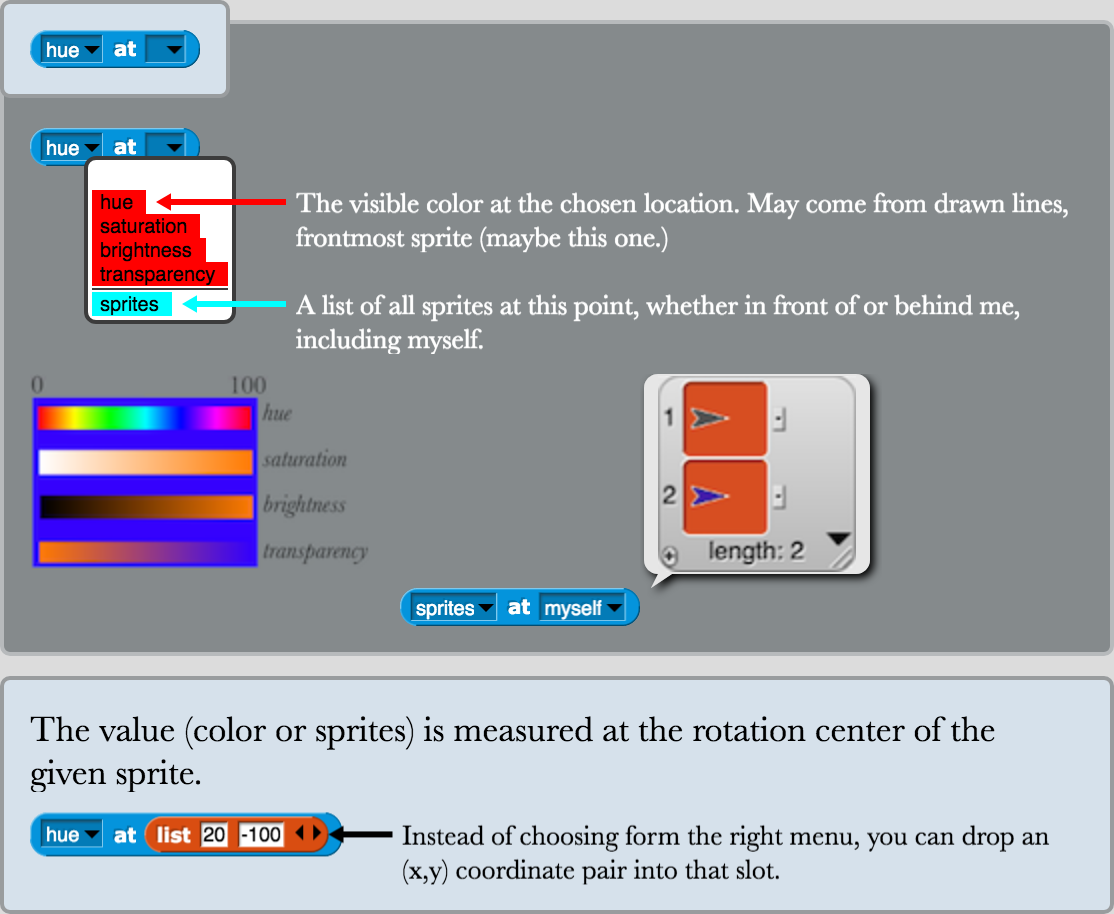 hue at
hue at
hue
saturation
brightness
transparency
sprites
The visible color at the chosen location. May come from drawn lines,
frontmost sprite (maybe this one.)
A list of all sprites at this point, whether in front of or behind me,
including myself.
0 100
hue
saturation
brightness
transparency
1
2
length: 2
sprites at myself
The value (color or sprites) is measured at the rotation center of the
given sprite.
hue at list 20 -100
Instead of choosing form the right menu, you can drop an
(x,y) coordinate pair into that slot.